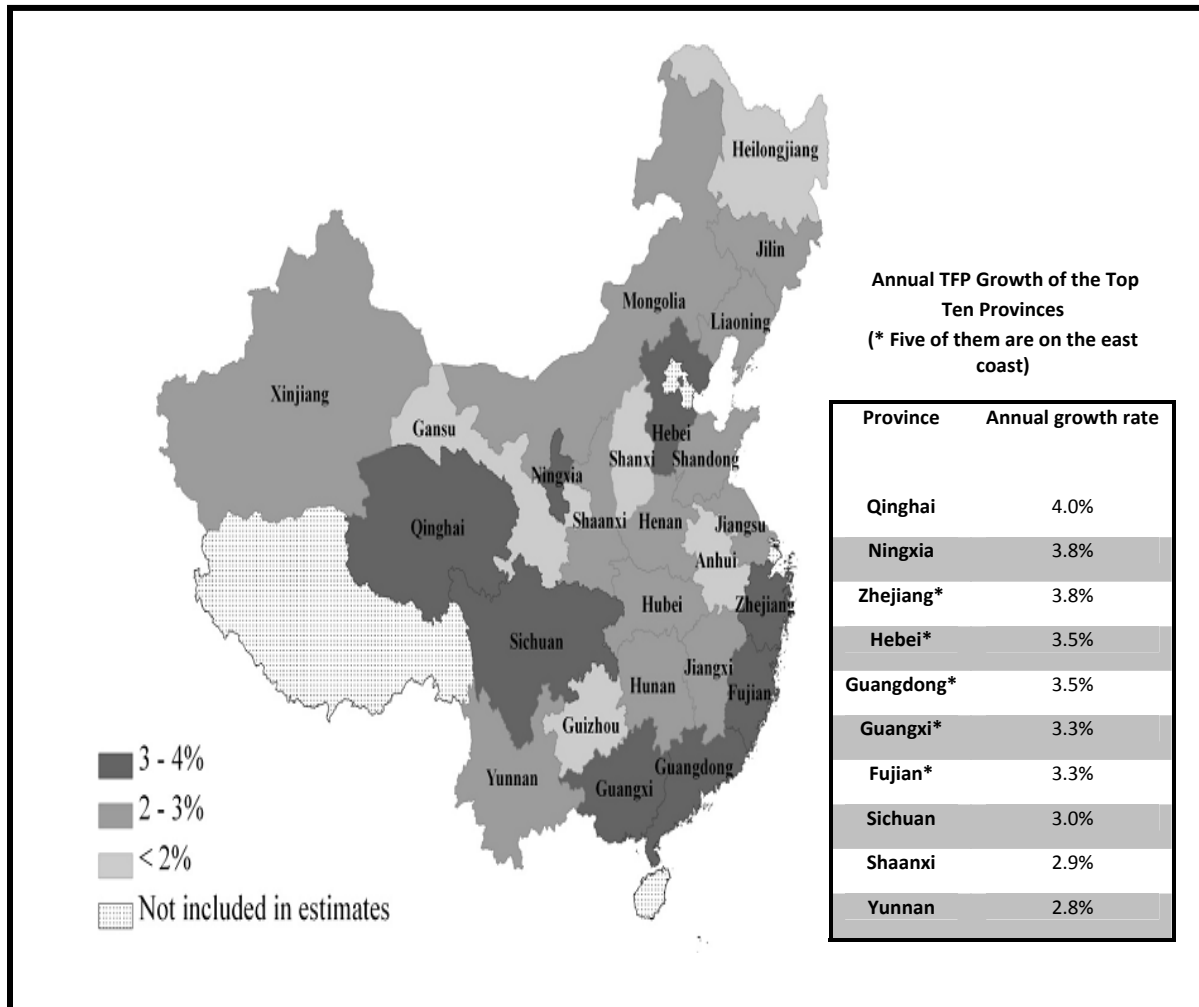 Heilongjiang
Jilin
Mongolia
Liaoning
Xinjiang
Gansu
Hebei
Ningxia
Shanxi
Shandong
Qinghai
Shaanxi
Henan
Jiangsu
Anhui
Hubei
Zhejiang
Sichuan
Jiangxi
Hunan
Fujian
Guizhou
Yunnan
Guangxi
Guangdong
3 - 4%
2 - 3%
< 2%
Not included in estimates
Annual TFP Growth of the Top
Ten Provinces
(* Five of them are on the east
coast)
Province Annual growth rate
Qinghai 4.0%
Ningxia 3.8%
Zhejiang* 3.8%
Hebei* 3.5%
Guangdong* 3.5%
Guangxi* 3.3%
Fujian* 3.3%
Sichuan 3.0%
Shaanxi 2.9%
Yunnan 2.8%